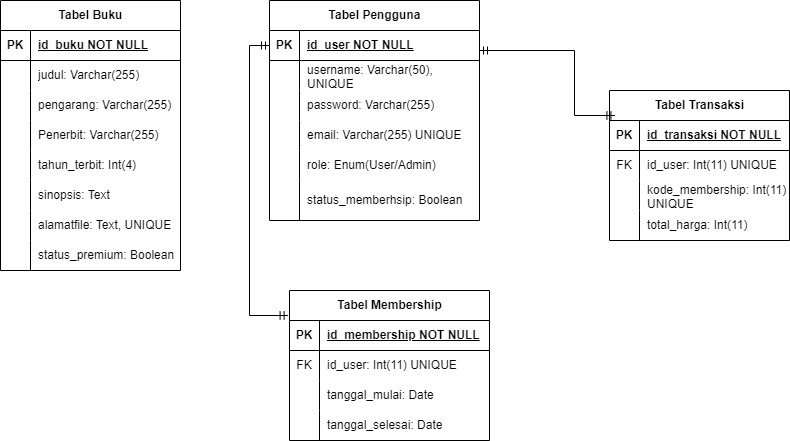 Tabel Buku
PK id_buku NOT NULL
judul: Varchar(255)
pengarang: Varchar(255)
Penerbit: Varchar(255)
tahun_terbit: Int(4)
sinopsis: Text
alamatfile: Text, UNIQUE
status_premium: Boolean
Tabel Pengguna
PK id_user NOT NULL
username: Varchar(50),
UNIQUE
password: Varchar(255)
email: Varchar(255) UNIQUE
role: Enum(User/Admin)
status_memberhsip: Boolean
Tabel Transaksi
PK id_transaksi NOT NULL
FK id_user: Int(11) UNIQUE
kode_membership: Int(11)
UNIQUE
total_harga: Int(11)
Tabel Membership
PK id_membership NOT NULL
FK id_user: Int(11) UNIQUE
tanggal_mulai: Date
tanggal_selesai: Date